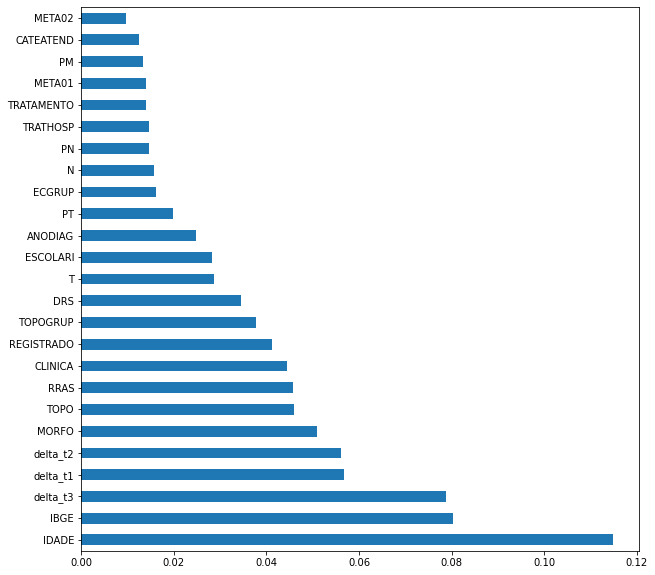 META02
CATEATEND
PM
META01
TRATAMENTO
TRATHOSP
PN
N
ECGRUP
PT
ANODIAG
ESCOLARI
T
DRS
TOPOGRUP
REGISTRADO
CLINICA
RRAS
TOPO
MORFO
delta_t2
delta_t1
delta_t3
IBGE
IDADE
0.00 0.02 0.04 0.06 0.08 0.10 0.12